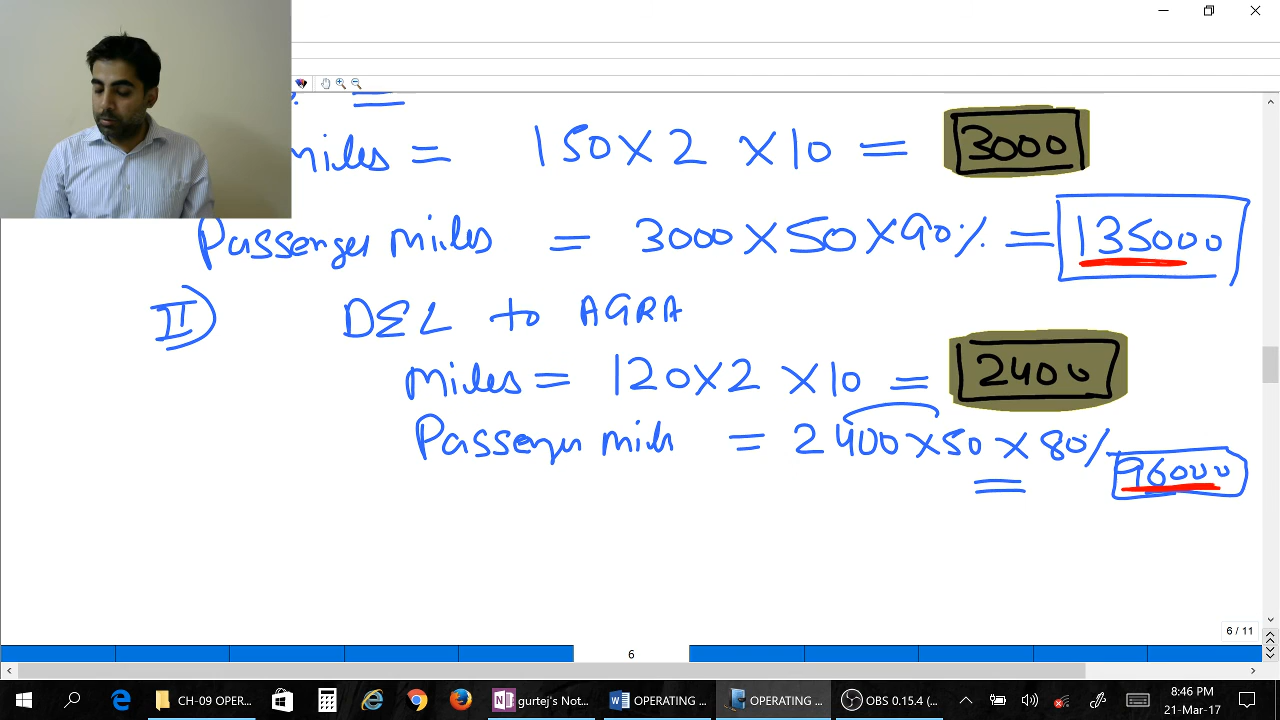 miles = 150 X 2 X 10 = 3000
Passenger miles = 3000 X 50 X 90% = 135000
II) DEL to AGRA
miles = 120 X 2 X 10 = 2400
Passenger = 2400 X 50 X 80% 96000
6 / 11
6
CH-09 OPER...
gurtej's Not...
OPERATING ...
OPERATING ...
OBS 0.15.4 (...
8:46 PM
21-Mar-17